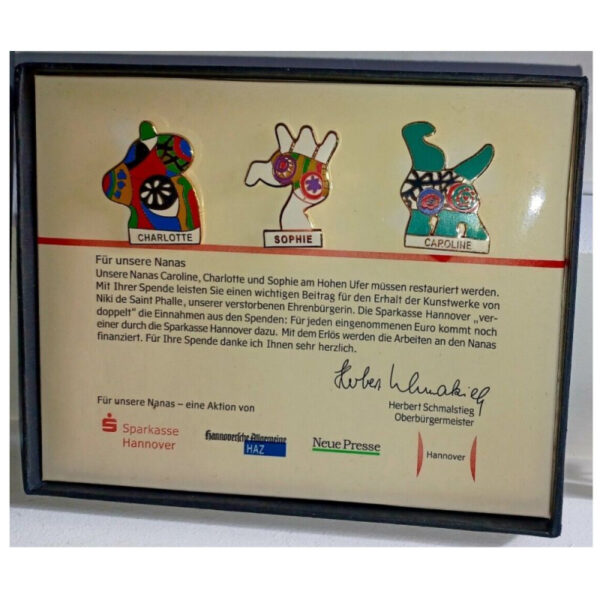 CHARLOTTE
SOPHIE
CAROLINE
Für unsere Nanas
Unsere Nanas Caroline, Charlotte und Sophie am Hohen Ufer müssen restauriert werden.
Mit Ihrer Spende leisten Sie einen wichtigen Beitrag für den Erhalt der Kunstwerke von
Niki de Saint Phalle, unserer verstorbenen Ehrenbürgerin. Die Sparkasse Hannover „ver-
doppelt“ die Einnahmen aus den Spenden: Für jeden eingenommenen Euro kommt noch
einer durch die Sparkasse Hannover dazu. Mit dem Erlös werden die Arbeiten an den Nanas
finanziert. Für Ihre Spende danke ich Ihnen sehr herzlich.
Herbert Schmalstieg
Herbert Schmalstieg
Oberbürgermeister
Für unsere Nanas – eine Aktion von
Sparkasse
Hannover
Hannoversche Allgemeine
HAZ
Neue Presse
Hannover